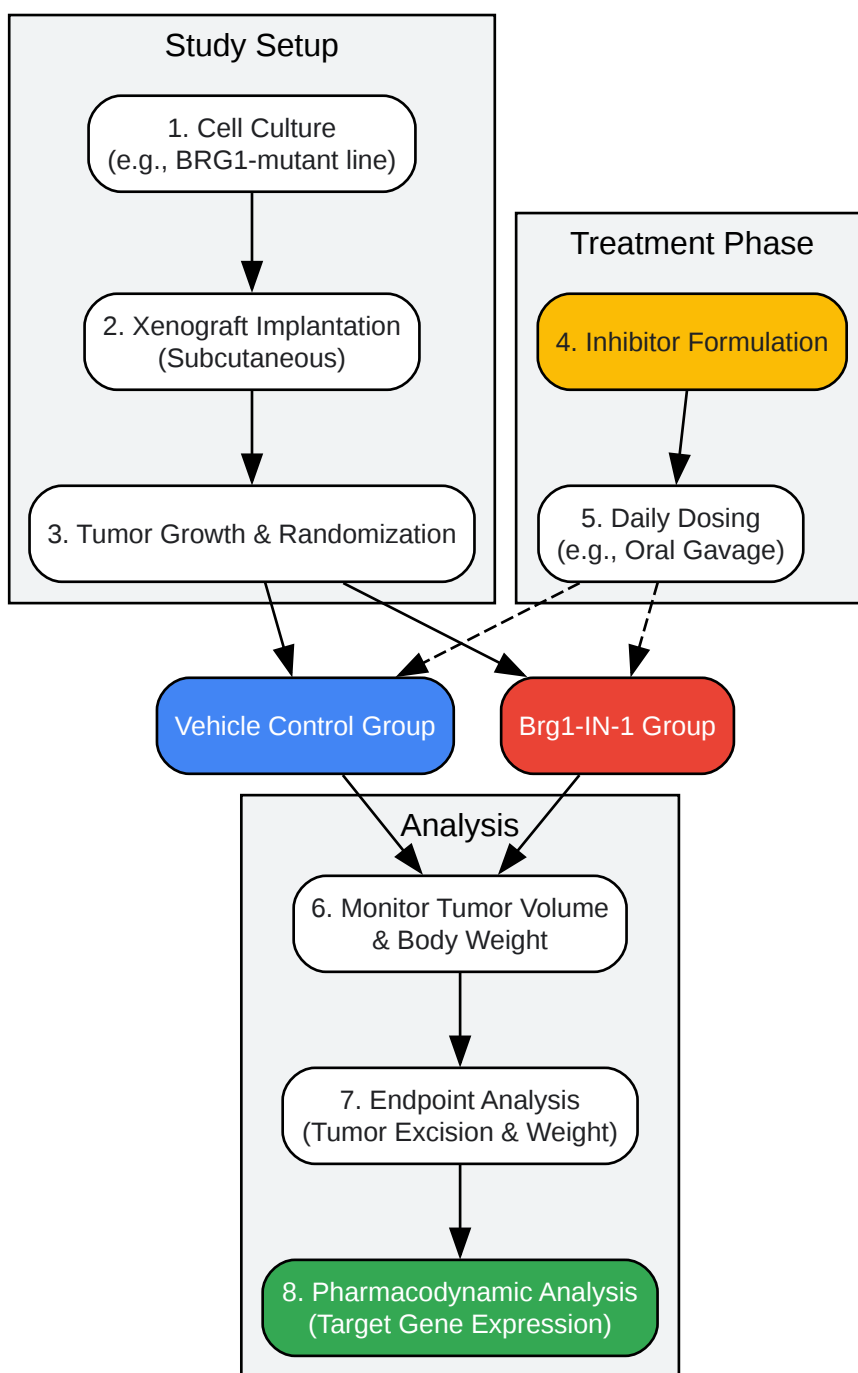 Study Setup
1. Cell Culture
(e.g., BRG1-mutant line)
2. Xenograft Implantation
(Subcutaneous)
3. Tumor Growth & Randomization
Treatment Phase
4. Inhibitor Formulation
5. Daily Dosing
(e.g., Oral Gavage)
Vehicle Control Group
Brg1-IN-1 Group
Analysis
6. Monitor Tumor Volume
& Body Weight
7. Endpoint Analysis
(Tumor Excision & Weight)
8. Pharmacodynamic Analysis
(Target Gene Expression)